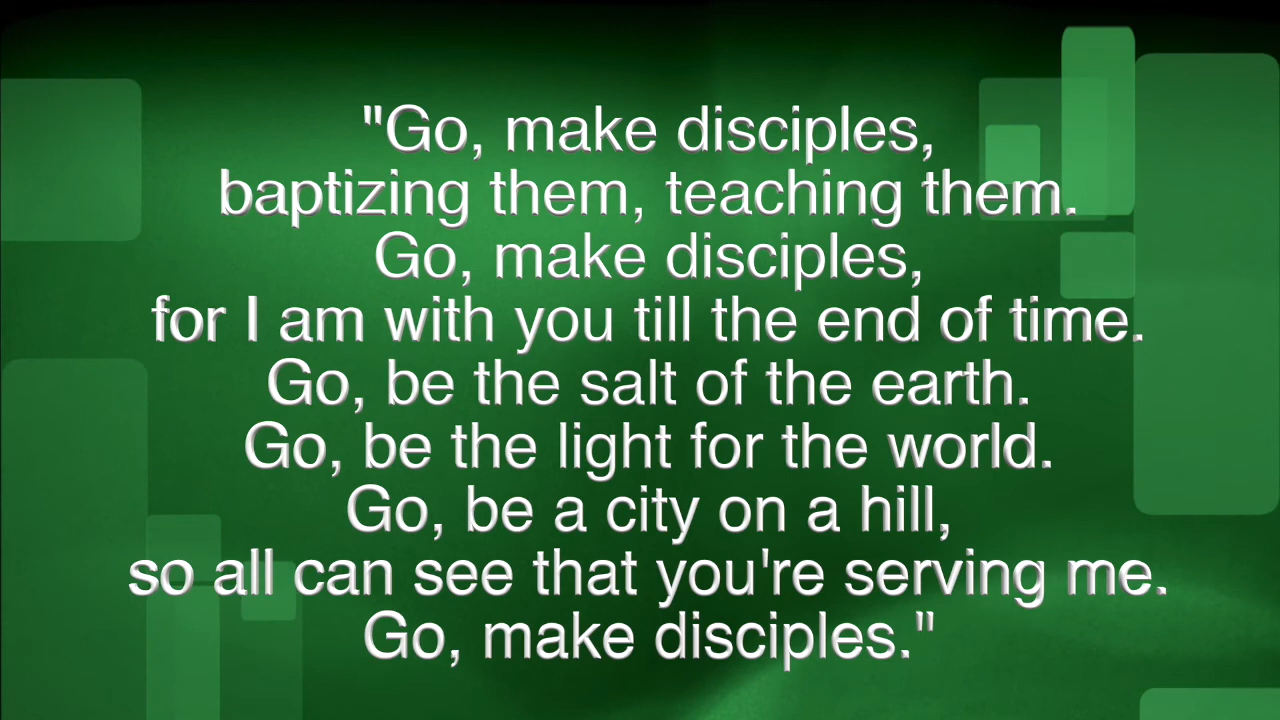 "Go, make disciples,
baptizing them, teaching them.
Go, make disciples,
for I am with you till the end of time.
Go, be the salt of the earth.
Go, be the light for the world.
Go, be a city on a hill,
so all can see that you're serving me.
Go, make disciples."